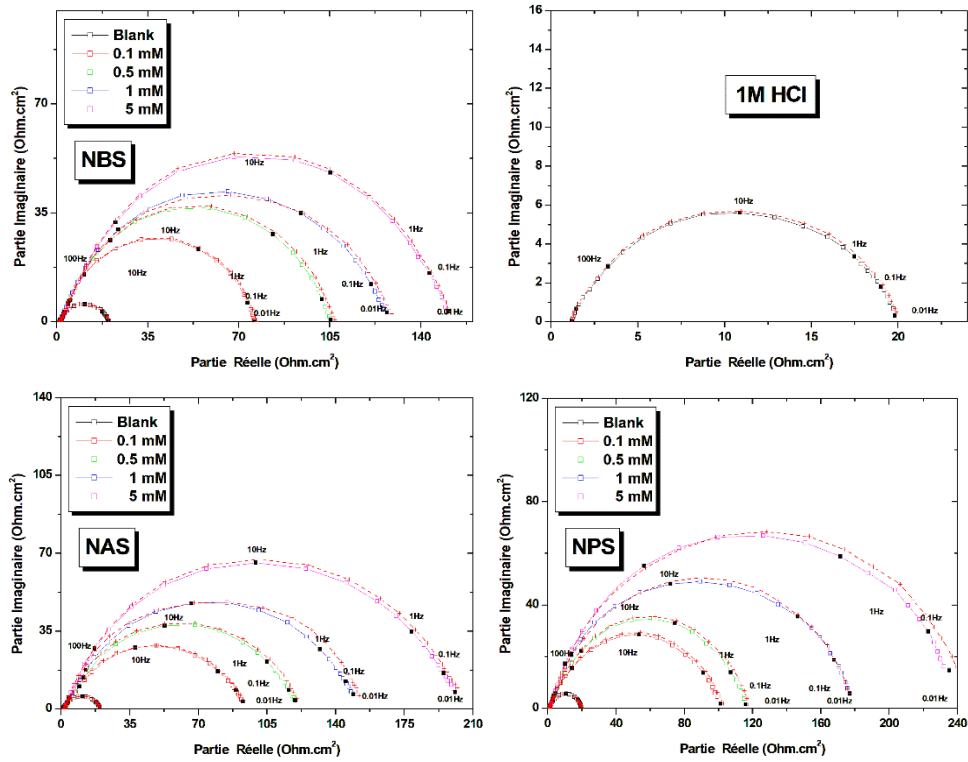 Blank
0.1 mM
0.5 mM
1 mM
5 mM
NBS
Partie Imaginaire (Ohm.cm²)
70
35
0
100Hz
10Hz
10Hz
10Hz
1Hz
1Hz
1Hz
0.1Hz
0.1Hz
0.1Hz
0.01Hz
0.01Hz
0.01Hz
0
35
70
105
140
Partie Réelle (Ohm.cm²)
1M HCl
Partie Imaginaire (Ohm.cm²)
16
14
12
10
8
6
4
2
0
100Hz
10Hz
1Hz
0.1Hz
0.01Hz
0
5
10
15
20
Partie Réelle (Ohm.cm²)
Blank
0.1 mM
0.5 mM
1 mM
5 mM
NAS
Partie Imaginaire (Ohm.cm²)
140
105
70
35
0
100Hz
10Hz
10Hz
10Hz
1Hz
1Hz
1Hz
0.1Hz
0.1Hz
0.1Hz
0.01Hz
0.01Hz
0.01Hz
0
35
70
105
140
175
210
Partie Réelle (Ohm.cm²)
Blank
0.1 mM
0.5 mM
1 mM
5 mM
NPS
Partie Imaginaire (Ohm.cm²)
120
80
40
0
100Hz
10Hz
10Hz
10Hz
1Hz
1Hz
1Hz
0.1Hz
0.1Hz
0.1Hz
0.01Hz
0.01Hz
0.01Hz
0
40
80
120
160
200
240
Partie Réelle (Ohm.cm²)